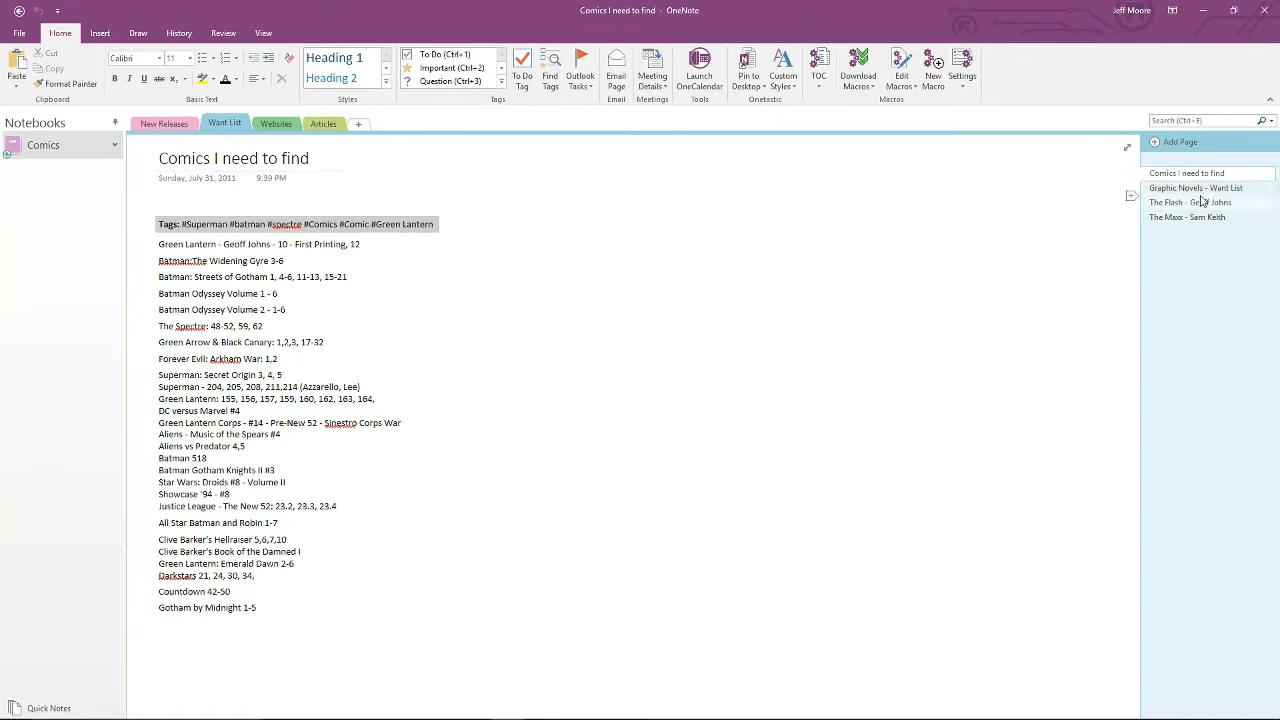 Comics I need to find - OneNote
Jeff Moore
File Home Insert Draw History Review View
Paste
Cut
Copy
Format Painter
Clipboard
Calibri 11
B I U abc x₂ A
Basic Text
Heading 1
Heading 2
Styles
To Do (Ctrl+1)
Important (Ctrl+2)
Question (Ctrl+3)
To Do Tag
Find Tags
Outlook Tasks
Tags
Email Page
Email
Meeting Details
Meetings
Launch OneCalendar
Tools
Pin to Desktop
Custom Styles
Onetastic
TOC
Download Macros
Edit Macros
New Macro
Settings
Macros
Notebooks
Comics
New Releases Want List Websites Articles +
Search (Ctrl+E)
Comics I need to find
Sunday, July 31, 2011 9:39 PM
Tags: #Superman #batman #spectre #Comics #Comic #Green Lantern
Green Lantern - Geoff Johns - 10 - First Printing, 12
Batman:The Widening Gyre 3-6
Batman: Streets of Gotham 1, 4-6, 11-13, 15-21
Batman Odyssey Volume 1 - 6
Batman Odyssey Volume 2 - 1-6
The Spectre: 48-52, 59, 62
Green Arrow & Black Canary: 1,2,3, 17-32
Forever Evil: Arkham War: 1,2
Superman: Secret Origin 3, 4, 5
Superman - 204, 205, 208, 211,214 (Azzarello, Lee)
Green Lantern: 155, 156, 157, 159, 160, 162, 163, 164,
DC versus Marvel #4
Green Lantern Corps - #14 - Pre-New 52 - Sinestro Corps War
Aliens - Music of the Spears #4
Aliens vs Predator 4,5
Batman 518
Batman Gotham Knights II #3
Star Wars: Droids #8 - Volume II
Showcase '94 - #8
Justice League - The New 52: 23.2, 23.3, 23.4
All Star Batman and Robin 1-7
Clive Barker's Hellraiser 5,6,7,10
Clive Barker's Book of the Damned I
Green Lantern: Emerald Dawn 2-6
Darkstars 21, 24, 30, 34,
Countdown 42-50
Gotham by Midnight 1-5
Add Page
Comics I need to find
Graphic Novels - Want List
The Flash - Geoff Johns
The Maxx - Sam Keith
Quick Notes